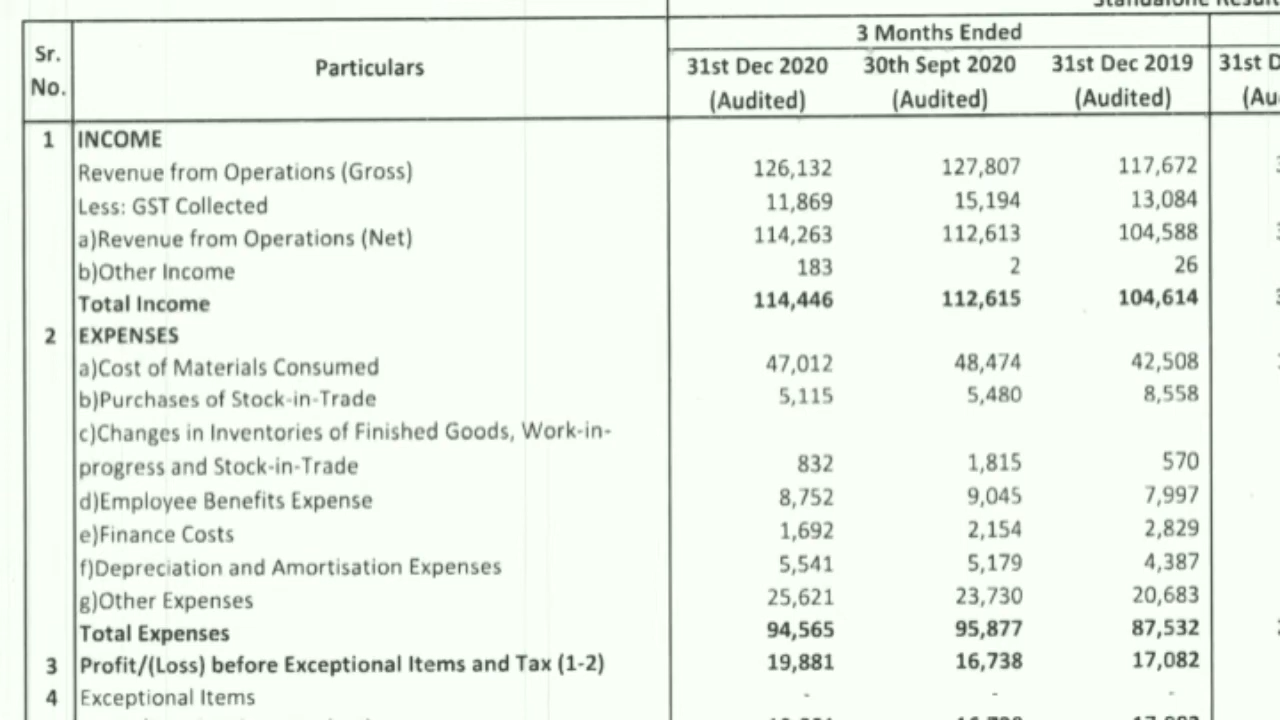 3 Months Ended
Sr. No. Particulars 31st Dec 2020 30th Sept 2020 31st Dec 2019 31st D
(Audited) (Audited) (Audited) (Au
1 INCOME
Revenue from Operations (Gross) 126,132 127,807 117,672
Less: GST Collected 11,869 15,194 13,084
a)Revenue from Operations (Net) 114,263 112,613 104,588
b)Other Income 183 2 26
Total Income 114,446 112,615 104,614
2 EXPENSES
a)Cost of Materials Consumed 47,012 48,474 42,508
b)Purchases of Stock-in-Trade 5,115 5,480 8,558
c)Changes in Inventories of Finished Goods, Work-in-
progress and Stock-in-Trade 832 1,815 570
d)Employee Benefits Expense 8,752 9,045 7,997
e)Finance Costs 1,692 2,154 2,829
f)Depreciation and Amortisation Expenses 5,541 5,179 4,387
g)Other Expenses 25,621 23,730 20,683
Total Expenses 94,565 95,877 87,532
3 Profit/(Loss) before Exceptional Items and Tax (1-2) 19,881 16,738 17,082
4 Exceptional Items - - -